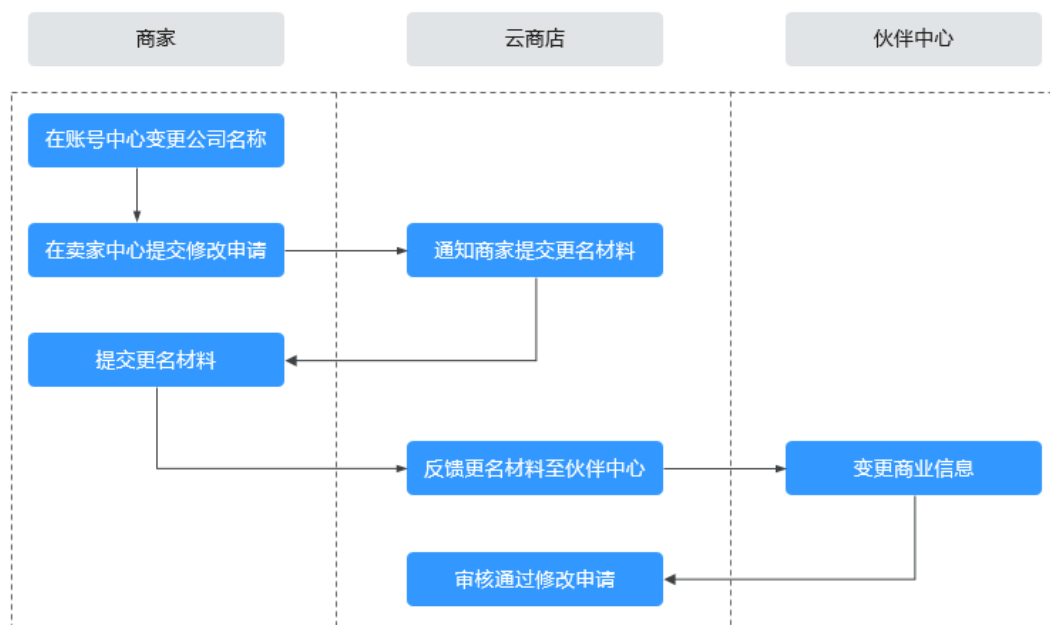 商家
云商店
伙伴中心
在账号中心变更公司名称
在卖家中心提交修改申请
通知商家提交更名材料
提交更名材料
反馈更名材料至伙伴中心
变更商业信息
审核通过修改申请